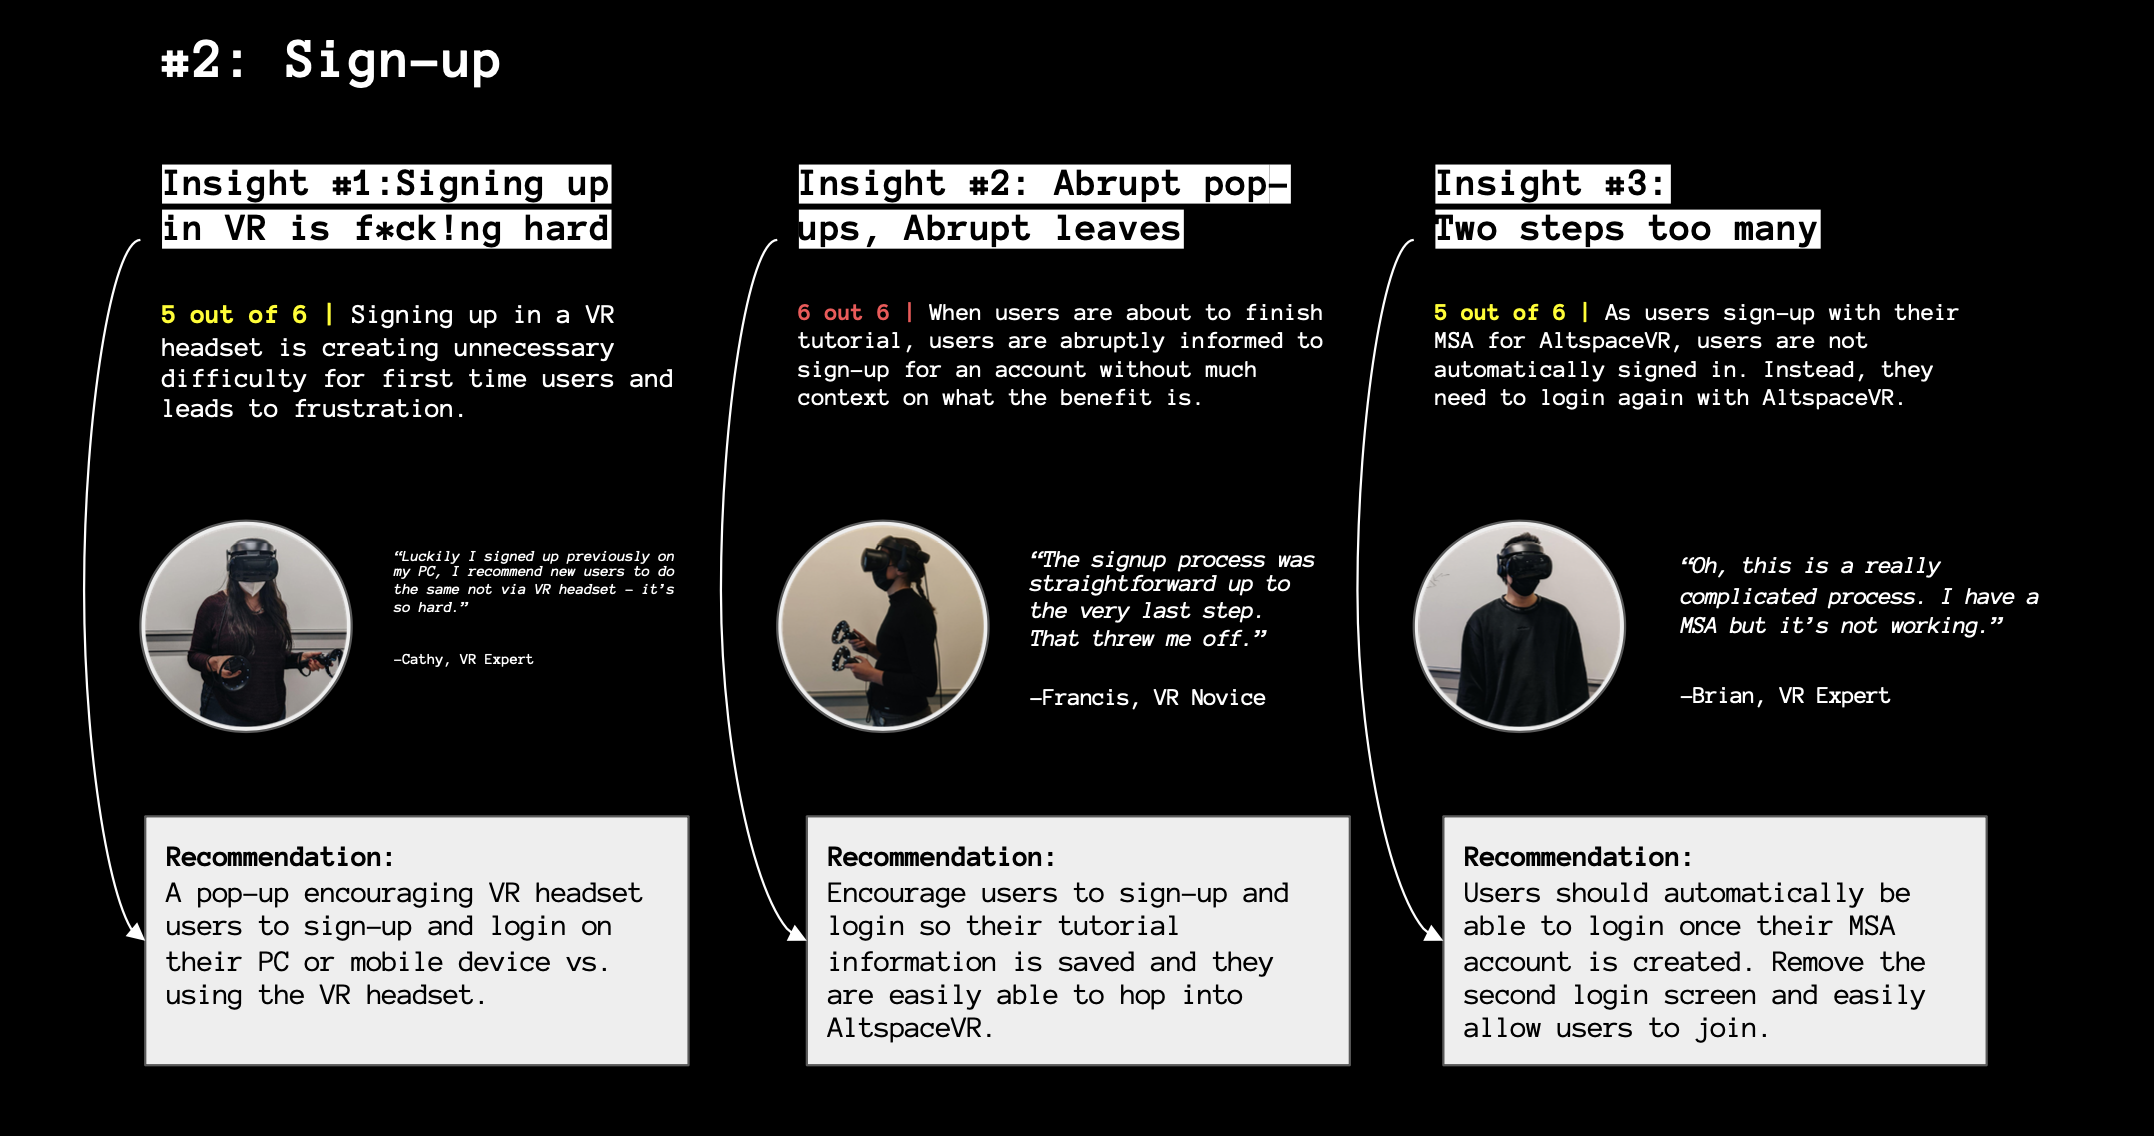 #2: Sign-up
Insight #1:Signing up
in VR is f*ck!ng hard
5 out of 6 | Signing up in a VR
headset is creating unnecessary
difficulty for first time users and
leads to frustration.
“Luckily I signed up previously on
my PC, I recommend new users to do
the same not via VR headset – it’s
so hard.”
-Cathy, VR Expert
Recommendation:
A pop-up encouraging VR headset
users to sign-up and login on
their PC or mobile device vs.
using the VR headset.
Insight #2: Abrupt pop-
ups, Abrupt leaves
6 out 6 | When users are about to finish
tutorial, users are abruptly informed to
sign-up for an account without much
context on what the benefit is.
“The signup process was
straightforward up to
the very last step.
That threw me off.”
-Francis, VR Novice
Recommendation:
Encourage users to sign-up and
login so their tutorial
information is saved and they
are easily able to hop into
AltspaceVR.
Insight #3:
Two steps too many
5 out of 6 | As users sign-up with their
MSA for AltspaceVR, users are not
automatically signed in. Instead, they
need to login again with AltspaceVR.
“Oh, this is a really
complicated process. I have a
MSA but it’s not working.”
-Brian, VR Expert
Recommendation:
Users should automatically be
able to login once their MSA
account is created. Remove the
second login screen and easily
allow users to join.